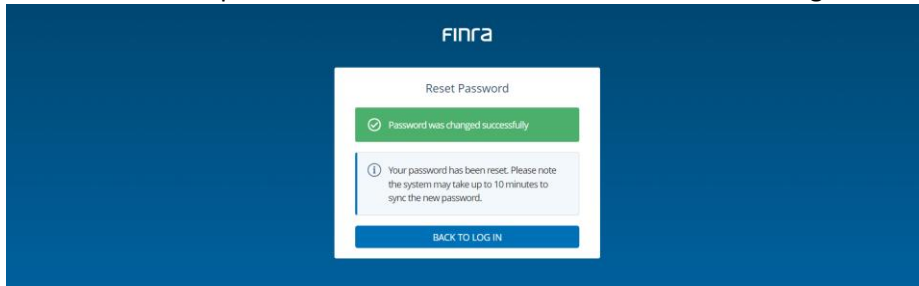 Finra
Reset Password
Password was changed successfully
Your password has been reset. Please note
the system may take up to 10 minutes to
sync the new password.
BACK TO LOG IN